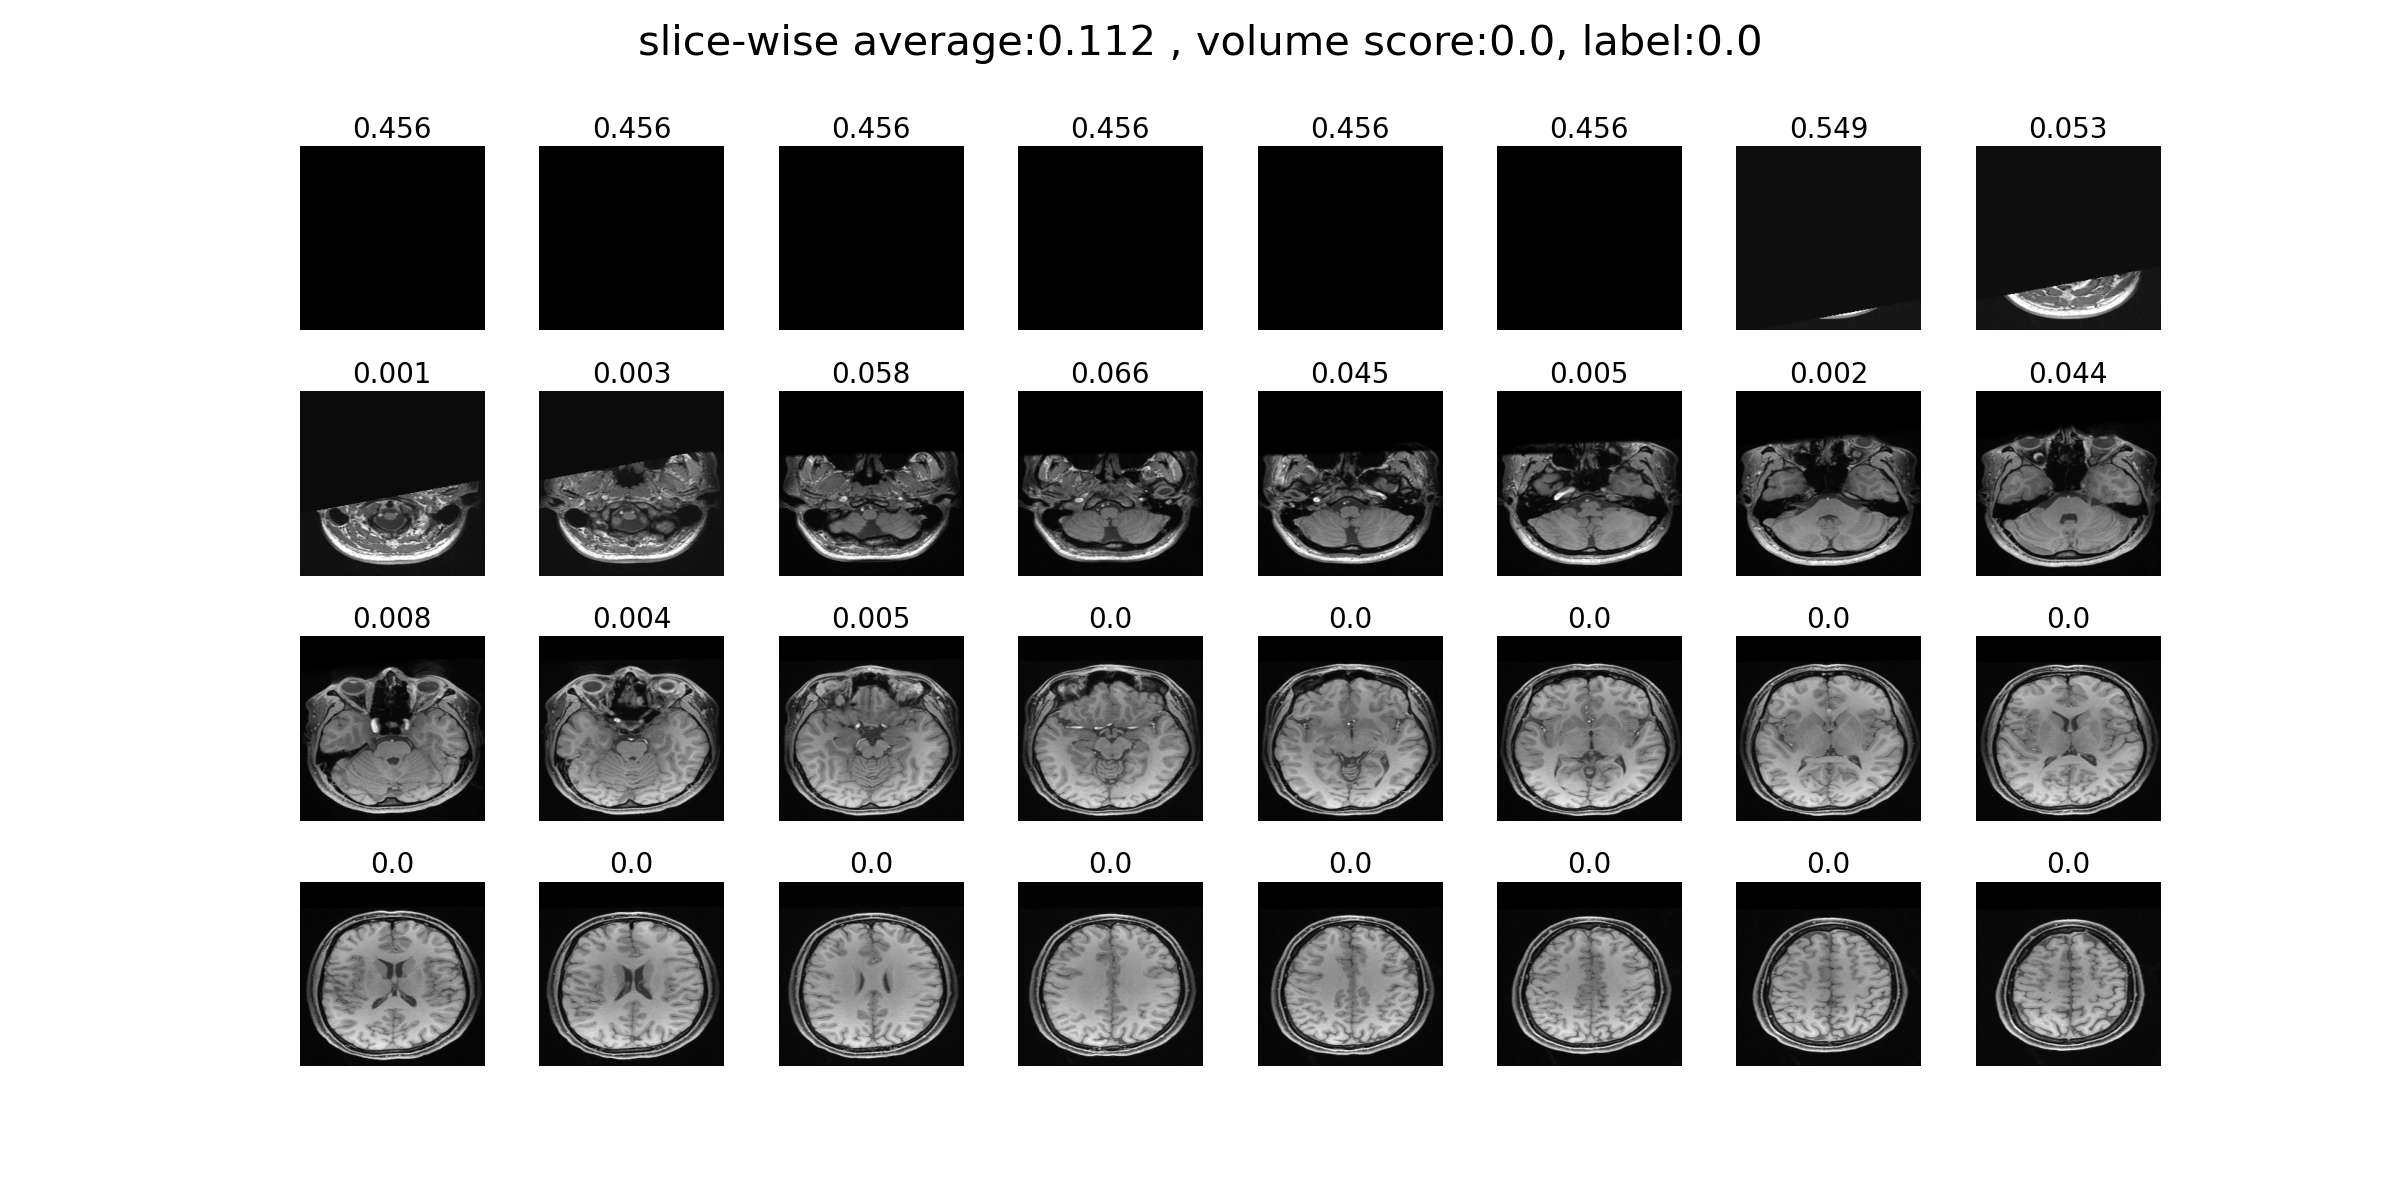 slice-wise average:0.112 , volume score:0.0, label:0.0
0.456 0.456 0.456 0.456 0.456 0.456 0.549 0.053
0.001 0.003 0.058 0.066 0.045 0.005 0.002 0.044
0.008 0.004 0.005 0.0 0.0 0.0 0.0 0.0
0.0 0.0 0.0 0.0 0.0 0.0 0.0 0.0